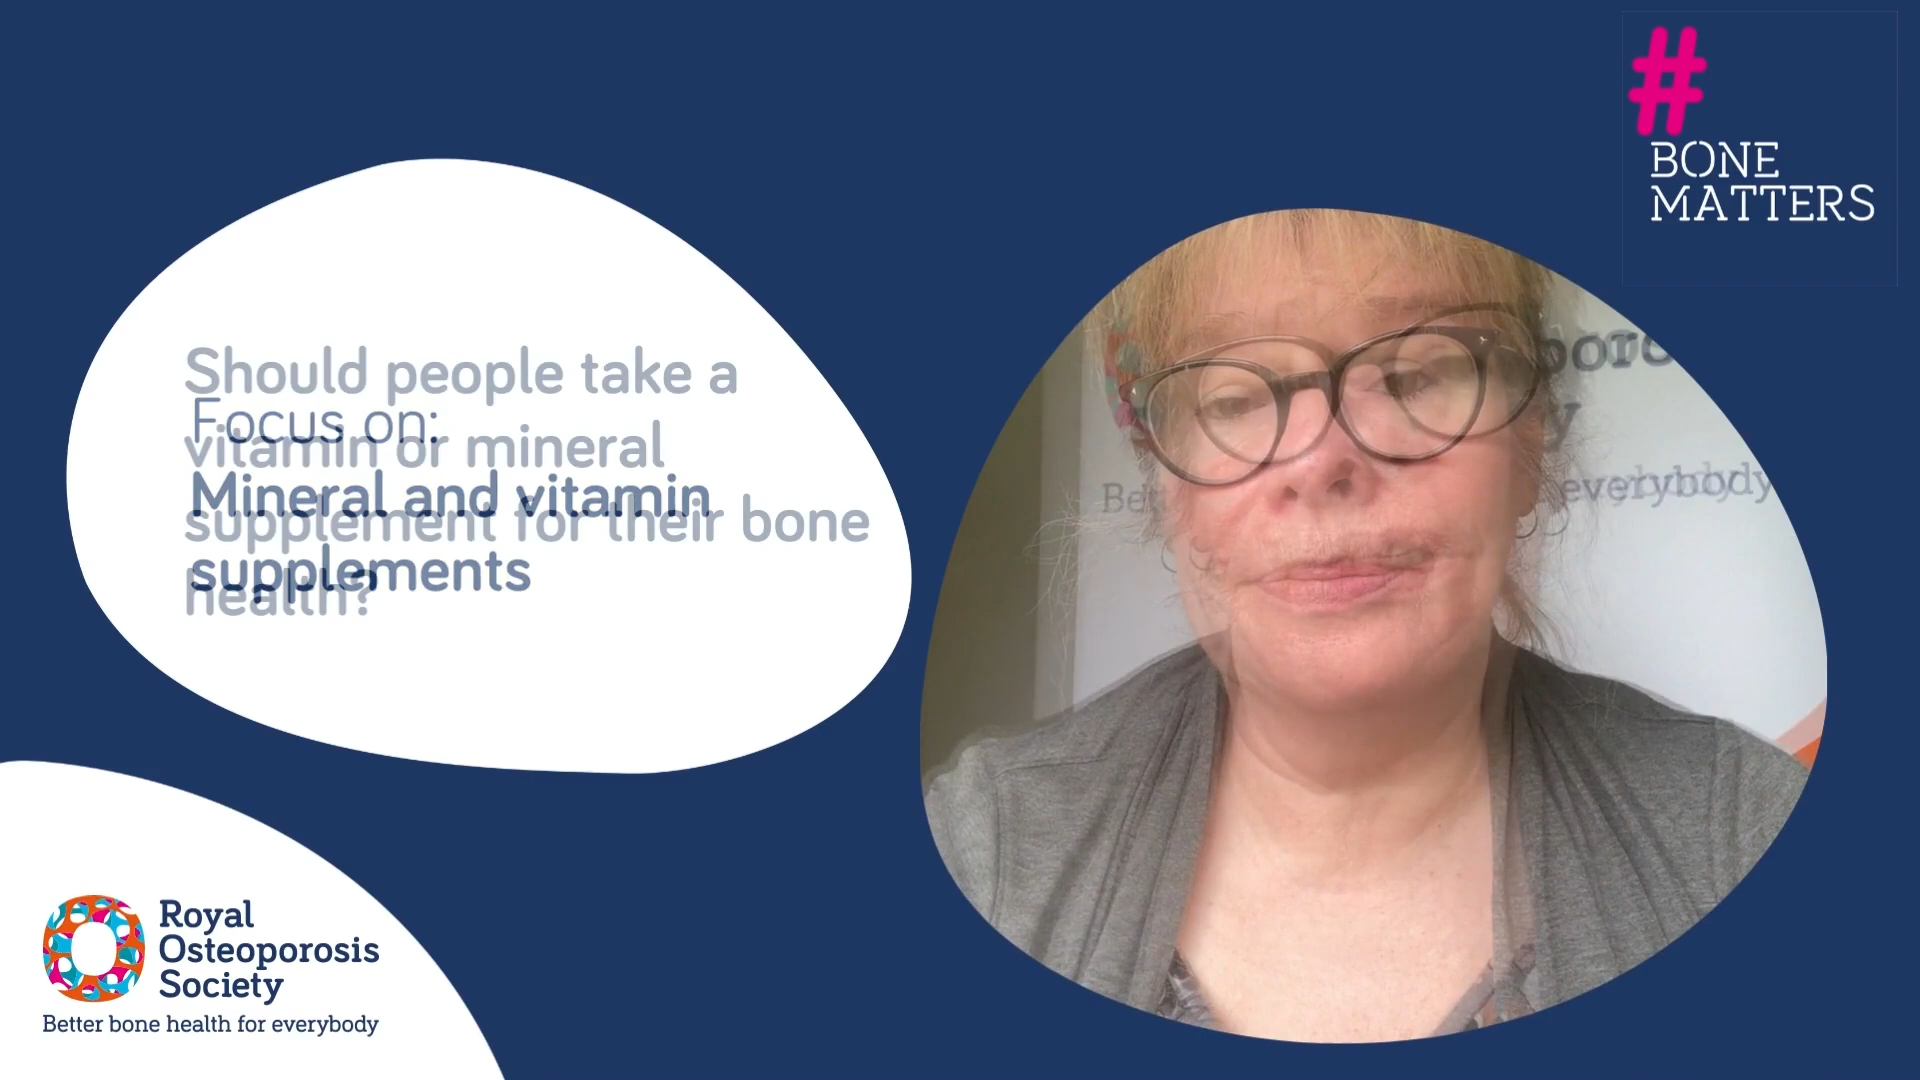 #
BONE
MATTERS
Should people take a
vitamin or mineral
supplement for their bone
health?
Focus on:
Mineral and vitamin
supplements
everybody
Royal
Osteoporosis
Society
Better bone health for everybody